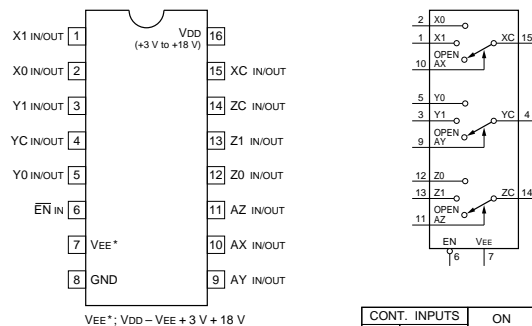 X1 IN/OUT 1
X0 IN/OUT 2
Y1 IN/OUT 3
YC IN/OUT 4
Y0 IN/OUT 5
EN IN 6
7 VEE*
8 GND
VDD 16
(+3 V to +18 V)
15 XC IN/OUT
14 ZC IN/OUT
13 Z1 IN/OUT
12 Z0 IN/OUT
11 AZ IN/OUT
10 AX IN/OUT
9 AY IN/OUT
VEE*; VDD – VEE + 3 V + 18 V
2 X0
1 X1 XC 15
OPEN
10 AX
5 Y0
3 Y1 YC 4
OPEN
9 AY
12 Z0
13 Z1 ZC 14
OPEN
11 AZ
EN VEE
6 7
CONT. INPUTS ON